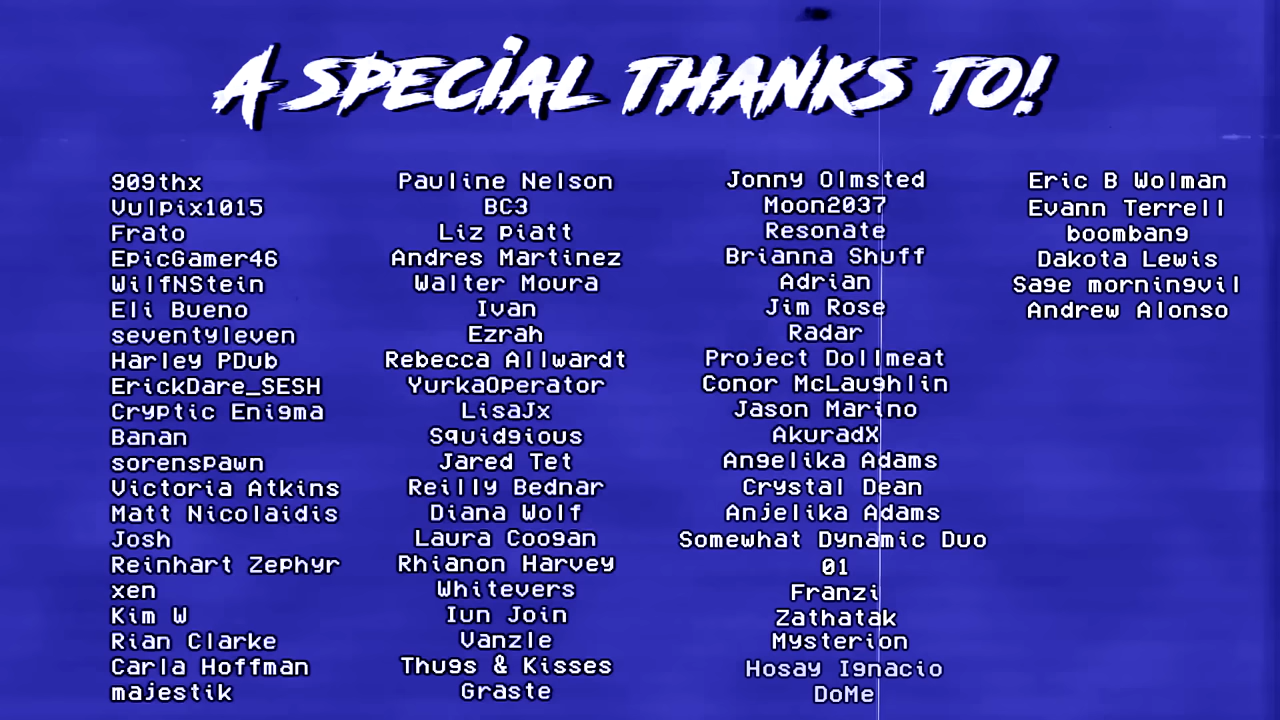 A SPECIAL THANKS TO!
909thx
Vulpix1015
Frato
EpicGamer46
WilfNStein
Eli Bueno
seventyleven
Harley PDub
ErickDare_SESH
Cryptic Enigma
Banan
sorenspawn
Victoria Atkins
Matt Nicolaidis
Josh
Reinhart Zephyr
xen
Kim W
Rian Clarke
Carla Hoffman
majestik
Pauline Nelson
BC3
Liz piatt
Andres Martinez
Walter Moura
Ivan
Ezrah
Rebecca Allwardt
YurkaOperator
LisaJx
Squidgious
Jared Tet
Reilly Bednar
Diana Wolf
Laura Coogan
Rhianon Harvey
Whitevers
Iun Join
Vanzle
Thugs & Kisses
Graste
Jonny Olmsted
Moon2037
Resonate
Brianna Shuff
Adrian
Jim Rose
Radar
Project Dollmeat
Conor McLaughlin
Jason Marino
AkuradX
Angelika Adams
Crystal Dean
Anjelika Adams
Somewhat Dynamic Duo
01
Franzi
Zathatak
Mysterion
Hosay Ignacio
DoMe
Eric B Wolman
Evann Terrell
boombang
Dakota Lewis
Sage morningvil
Andrew Alonso